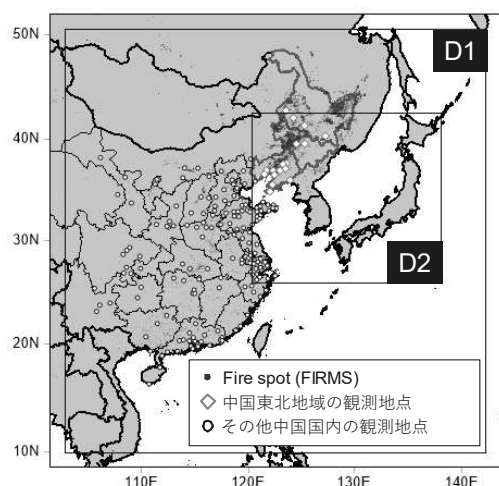 50N
D1
40N
30N
D2
20N
Fire spot (FIRMS)
中国東北地域の観測地点
その他中国国内の観測地点
10N
110E
120E
130E
140E